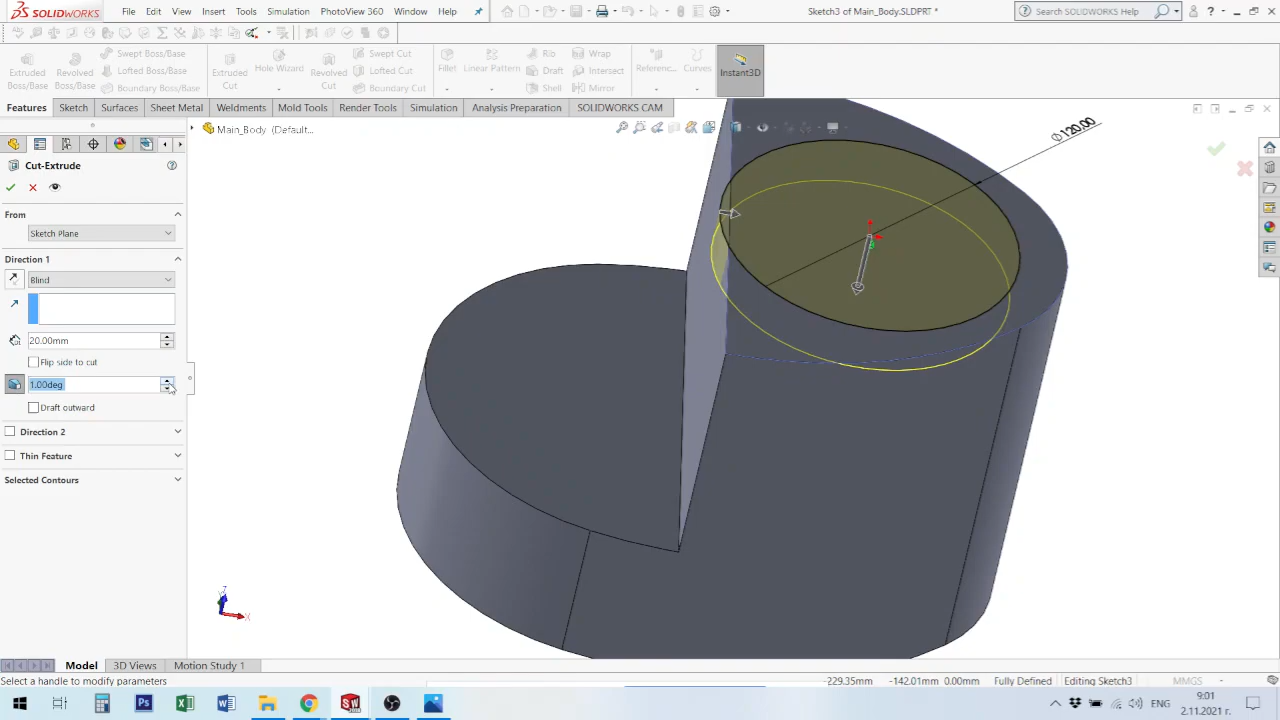 SOLIDWORKS File Edit View Insert Tools Simulation PhotoView 360 Window Help Sketch3 of Main_Body.SLDPRT * Search SOLIDWORKS Help
Extruded Boss/Base
Revolved Boss/Base
Swept Boss/Base
Lofted Boss/Base
Boundary Boss/Base
Extruded Cut
Hole Wizard
Revolved Cut
Swept Cut
Lofted Cut
Boundary Cut
Fillet
Linear Pattern
Rib
Draft
Shell
Wrap
Intersect
Mirror
Referenc...
Curves
Instant3D
Features Sketch Surfaces Sheet Metal Weldments Mold Tools Render Tools Simulation Analysis Preparation SOLIDWORKS CAM
Main_Body (Default...
Cut-Extrude
From
Sketch Plane
Direction 1
Blind
20.00mm
Flip side to cut
1.00deg
Draft outward
Direction 2
Thin Feature
Selected Contours
Ø120.00
Z
X
Model 3D Views Motion Study 1
Select a handle to modify parameters -229.35mm -142.01mm 0.00mm Fully Defined Editing Sketch3 MMGS
ENG 9:01
2.11.2021 г.